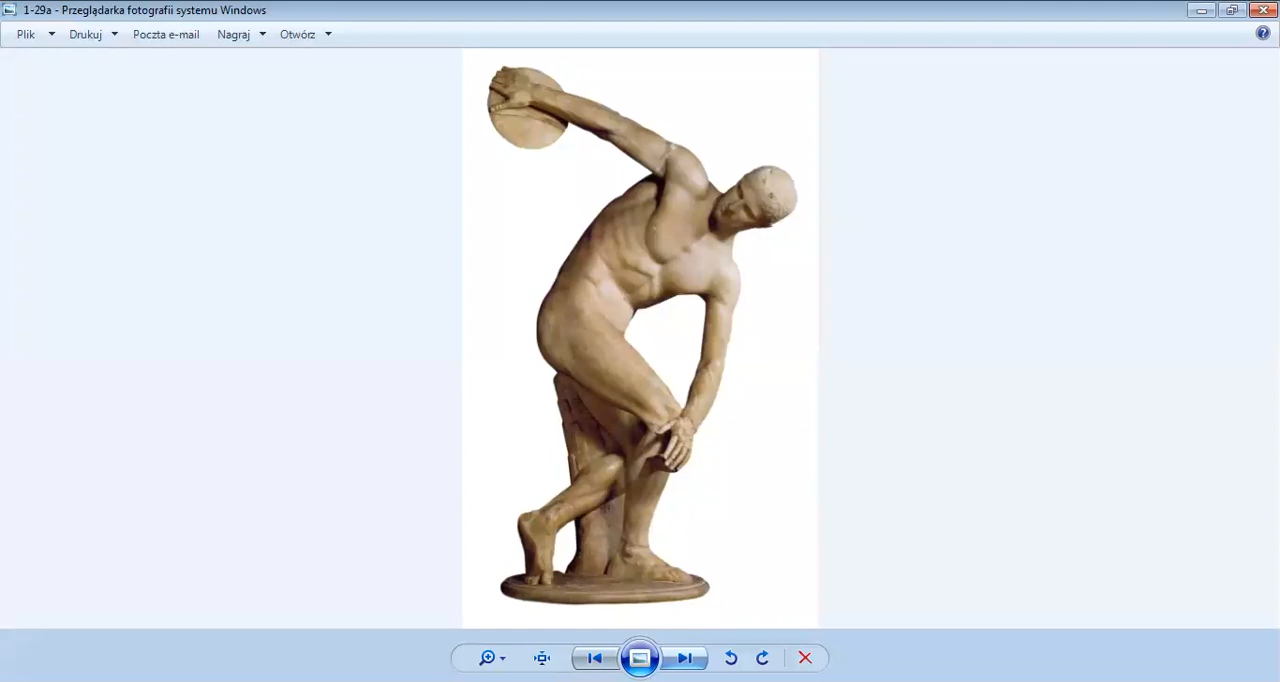 1-29a - Przeglądarka fotografii systemu Windows
Plik Drukuj Poczta e-mail Nagraj Otwórz